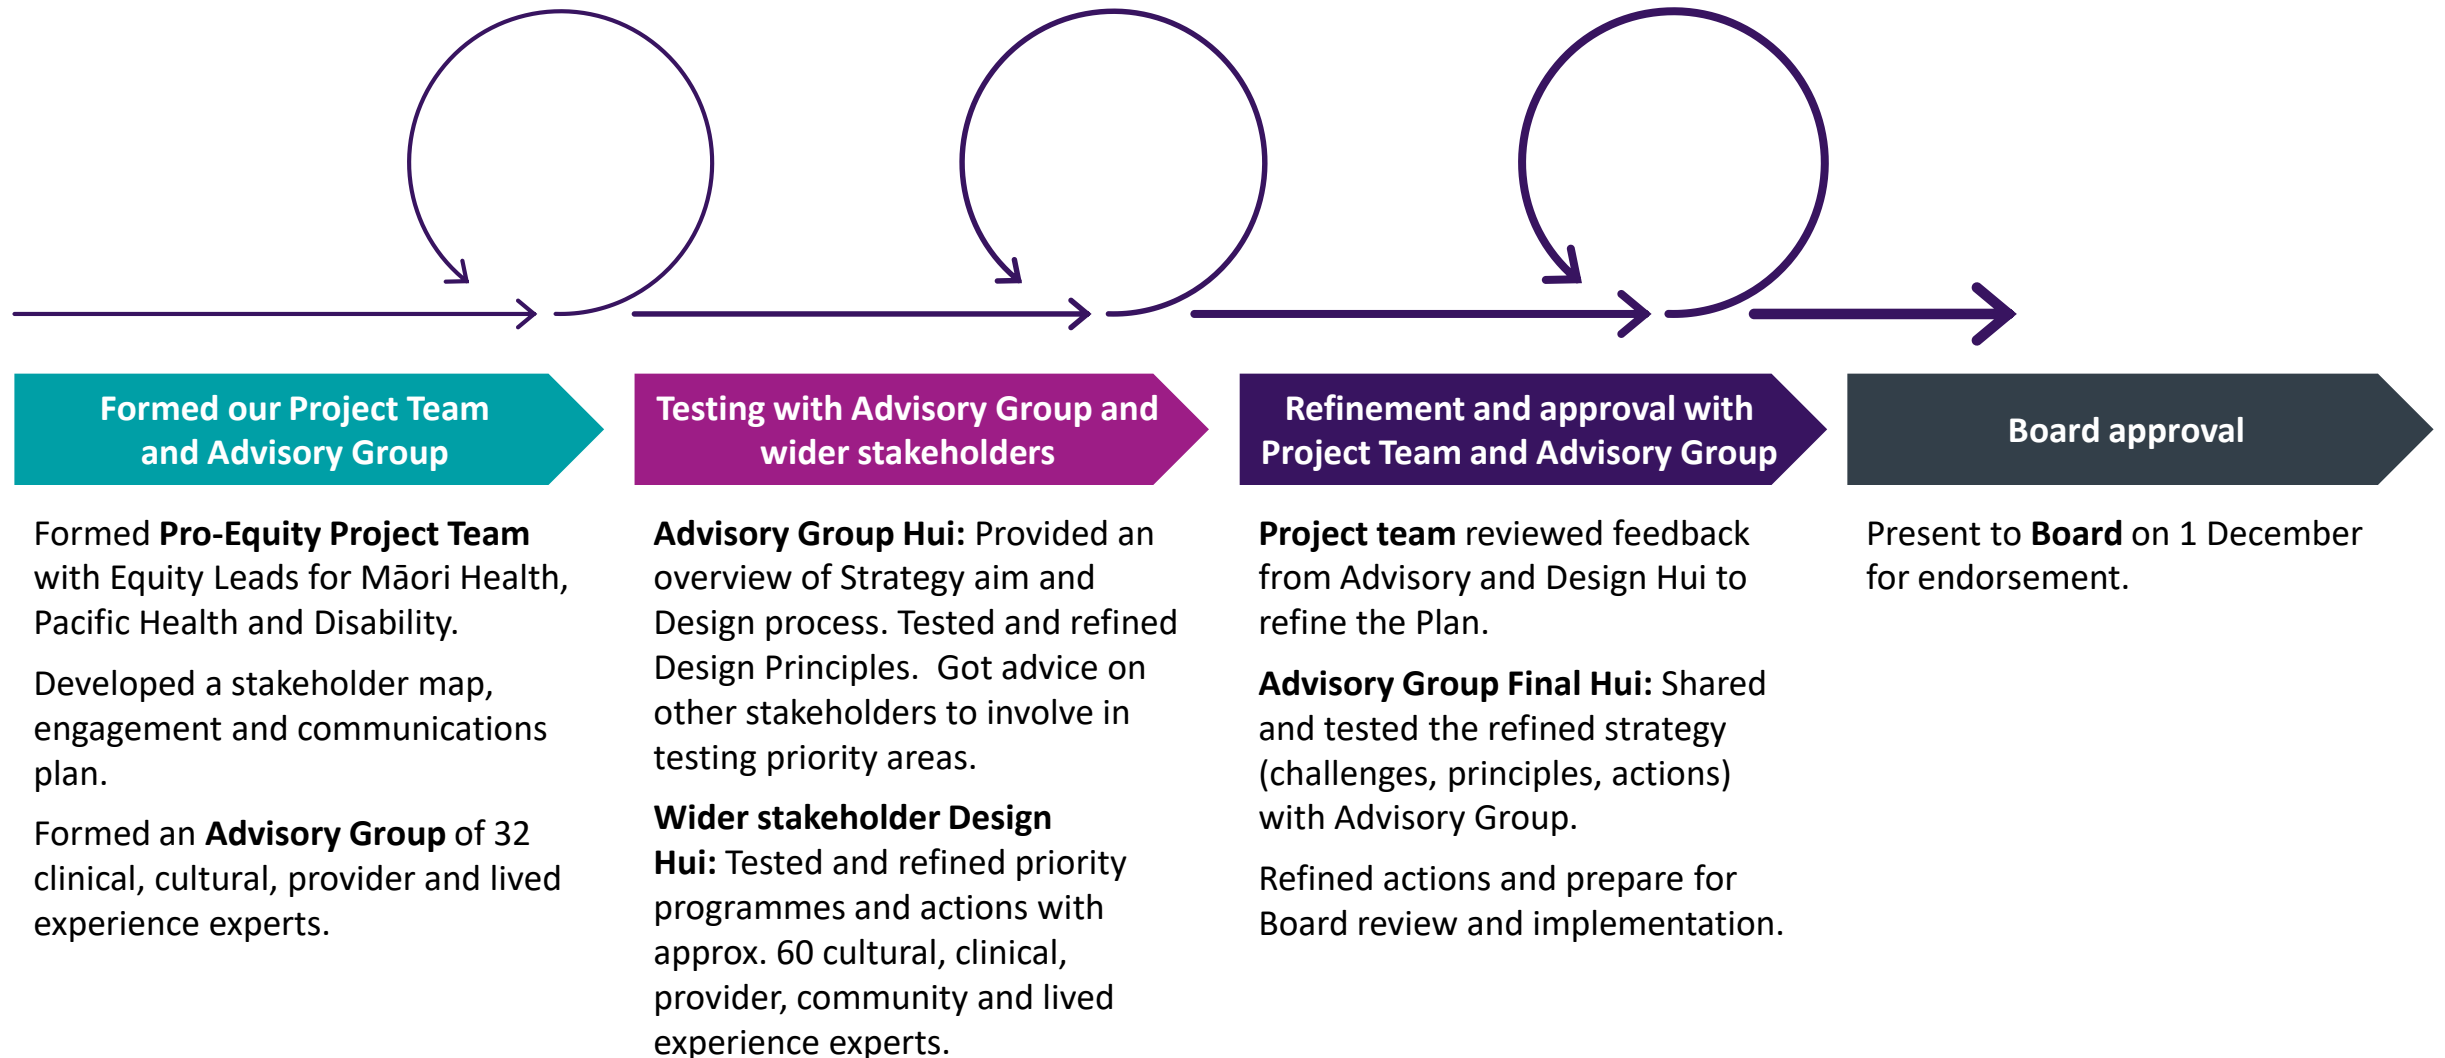 Formed our Project Team
and Advisory Group
Formed Pro-Equity Project Team
with Equity Leads for Māori Health,
Pacific Health and Disability.
Developed a stakeholder map,
engagement and communications
plan.
Formed an Advisory Group of 32
clinical, cultural, provider and lived
experience experts.
Testing with Advisory Group and
wider stakeholders
Advisory Group Hui: Provided an
overview of Strategy aim and
Design process. Tested and refined
Design Principles.  Got advice on
other stakeholders to involve in
testing priority areas.
Wider stakeholder Design
Hui: Tested and refined priority
programmes and actions with
approx. 60 cultural, clinical,
provider, community and lived
experience experts.
Refinement and approval with
Project Team and Advisory Group
Project team reviewed feedback
from Advisory and Design Hui to
refine the Plan.
Advisory Group Final Hui: Shared
and tested the refined strategy
(challenges, principles, actions)
with Advisory Group.
Refined actions and prepare for
Board review and implementation.
Board approval
Present to Board on 1 December
for endorsement.